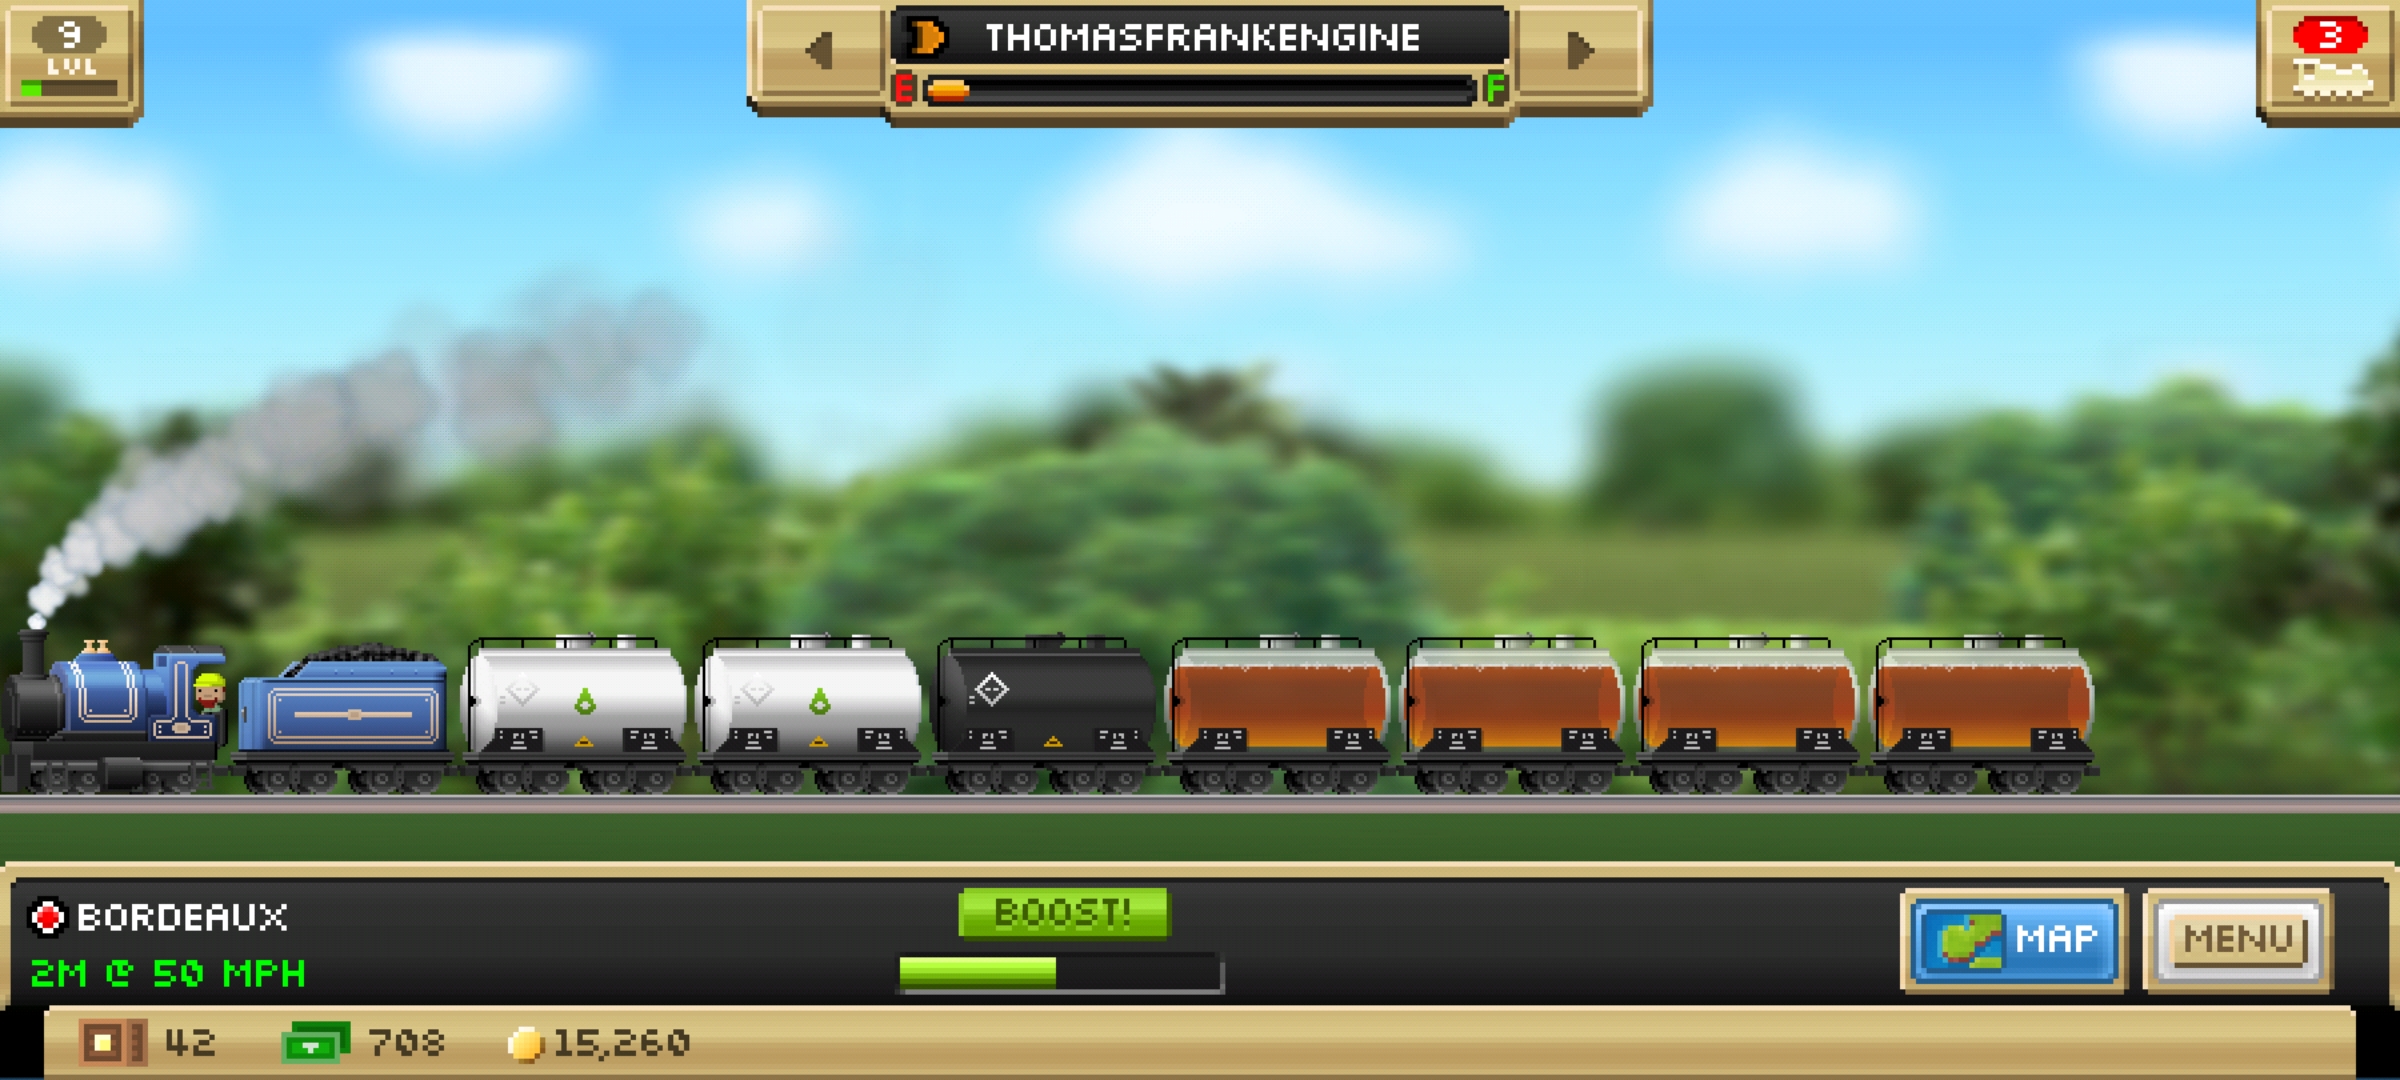 9
LVL
THOMASFRANKENGINE
E F
3
BORDEAUX
2M @ 50 MPH
BOOST!
MAP
MENU
42 708 15,260